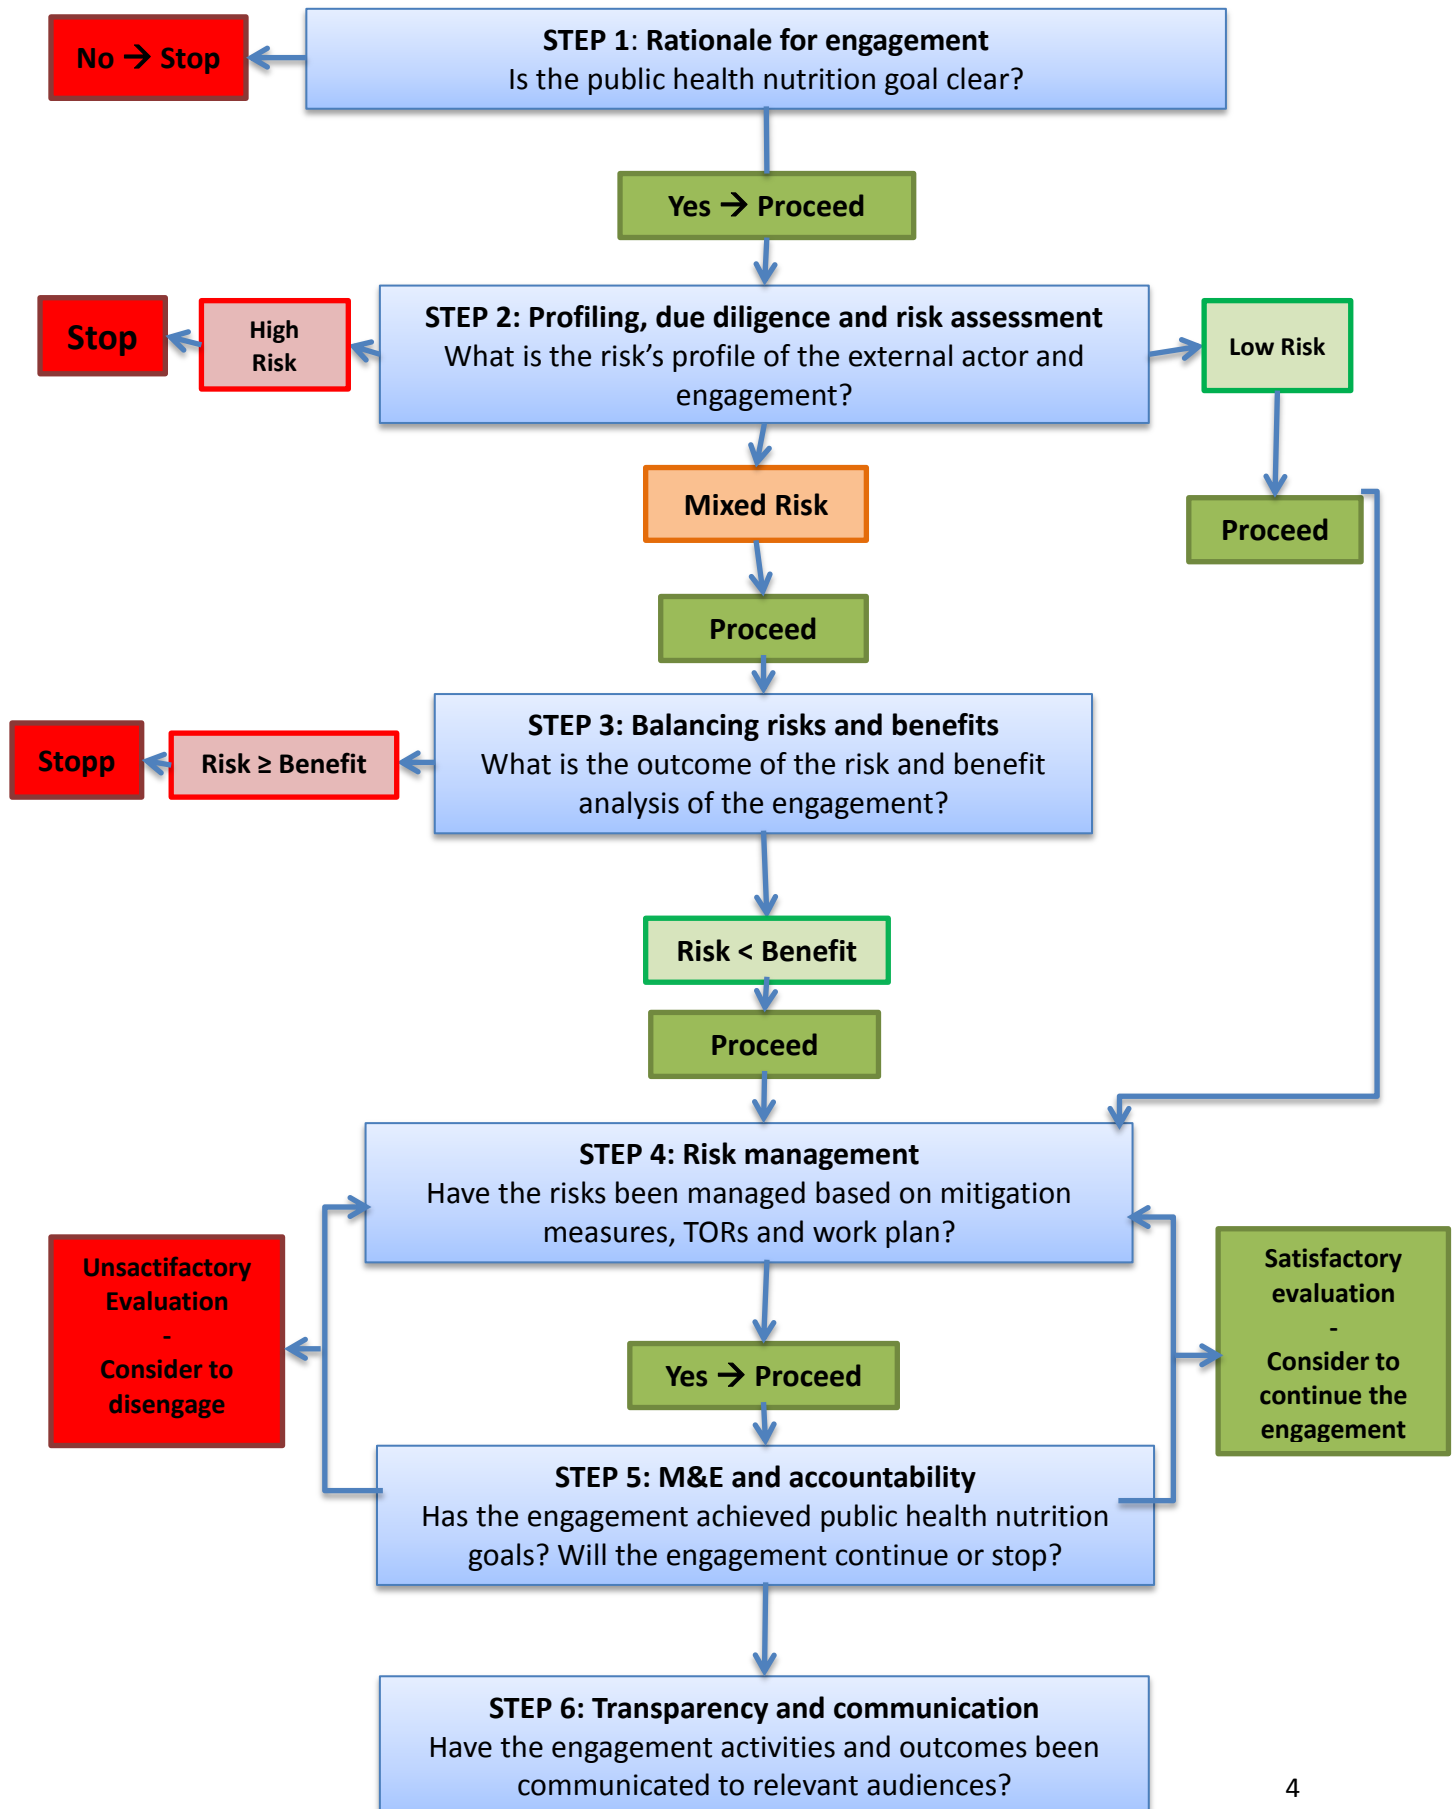 No → Stop
STEP 1: Rationale for engagement
Is the public health nutrition goal clear?
Yes → Proceed
Stop
High
Risk
STEP 2: Profiling, due diligence and risk assessment
What is the risk’s profile of the external actor and
engagement?
Low Risk
Mixed Risk
Proceed
Proceed
STEP 3: Balancing risks and benefits
What is the outcome of the risk and benefit
analysis of the engagement?
Stopp
Risk ≥ Benefit
Risk < Benefit
Proceed
STEP 4: Risk management
Have the risks been managed based on mitigation
measures, TORs and work plan?
Unsactifactory
Evaluation
-
Consider to
disengage
Yes → Proceed
Satisfactory
evaluation
-
Consider to
continue the
engagement
STEP 5: M&E and accountability
Has the engagement achieved public health nutrition
goals? Will the engagement continue or stop?
STEP 6: Transparency and communication
Have the engagement activities and outcomes been
communicated to relevant audiences?
4